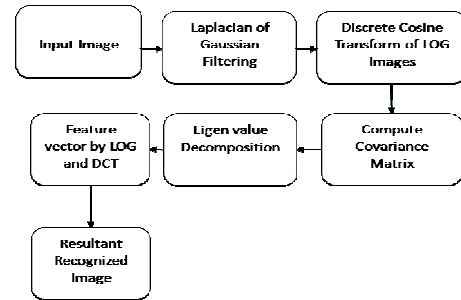 Input Image
Laplacian of
Gaussian
Filtering
Discrete Cosine
Transform of LOG
Images
Compute
Covariance
Matrix
Ligen value
Decomposition
Feature
vector by LOG
and DCT
Resultant
Recognized
Image